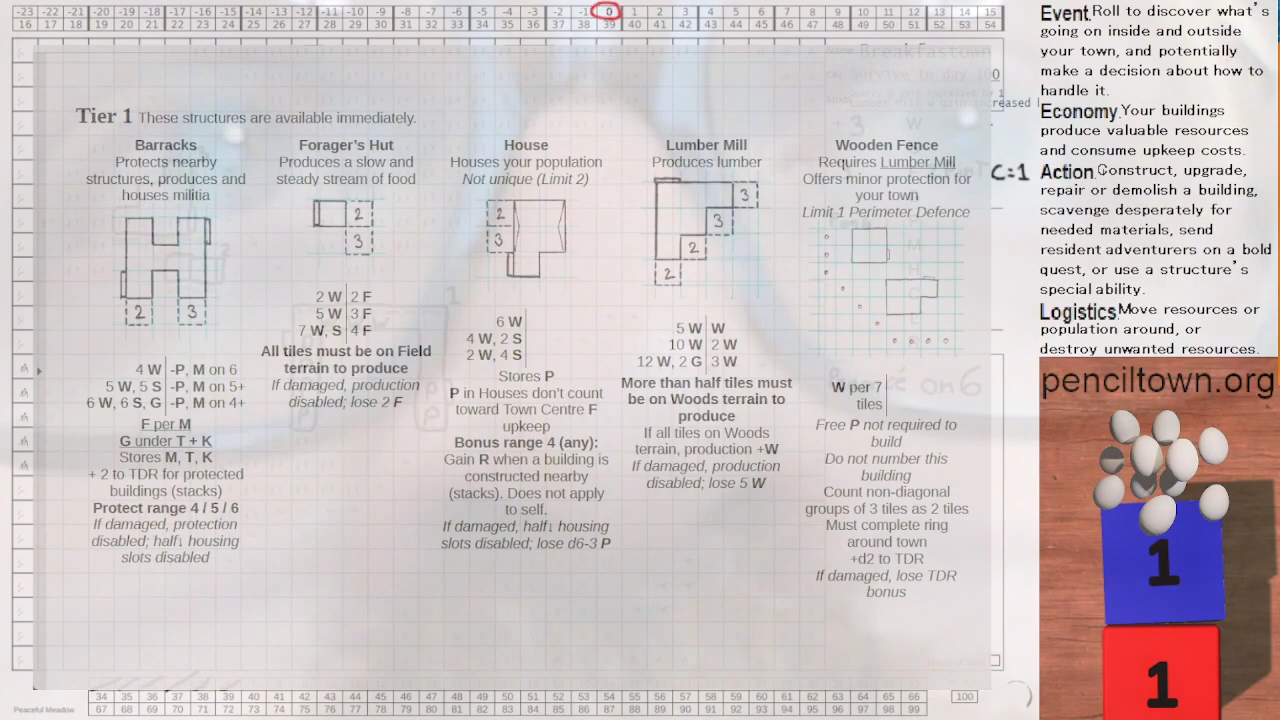 -23 -22 -21 -20 -19 -18 -17 -16 -15 -14 -13 -12 -11 -10 -9 -8 -7 -6 -5 -4 -3 -2 -1 0 1 2 3 4 5 6 7 8 9 10 11 12 13 14 15
16 17 18 19 20 21 22 23 24 25 26 27 28 29 30 31 32 33 34 35 36 37 38 39 40 41 42 43 44 45 46 47 48 49 50 51 52 53 54
Breakfastown
Survive to day
increased
Tier 1 These structures are available immediately.
Barracks
Protects nearby
structures, produces and
houses militia
2 3
4 W -P, M on 6
5 W, 5 S -P, M on 5+
6 W, 6 S, G -P, M on 4+
F per M
G under T + K
Stores M, T, K
+ 2 to TDR for protected
buildings (stacks)
Protect range 4 / 5 / 6
If damaged, protection
disabled; half↓ housing
slots disabled
Forager's Hut
Produces a slow and
steady stream of food
2
3
2 W 2 F
5 W 3 F
7 W, S 4 F
All tiles must be on Field
terrain to produce
If damaged, production
disabled; lose 2 F
House
Houses your population
Not unique (Limit 2)
2
3
6 W
4 W, 2 S
2 W, 4 S
Stores P
P in Houses don't count
toward Town Centre F
upkeep
Bonus range 4 (any):
Gain R when a building is
constructed nearby
(stacks). Does not apply
to self.
If damaged, half↓ housing
slots disabled; lose d6-3 P
Lumber Mill
Produces lumber
3
3
2
2
5 W W
10 W 2 W
12 W, 2 G 3 W
More than half tiles must
be on Woods terrain to
produce
If all tiles on Woods
terrain, production +W
If damaged, production
disabled; lose 5 W
Wooden Fence
Requires Lumber Mill
Offers minor protection for
your town
Limit 1 Perimeter Defence
W per 7
tiles
Free P not required to
build
Do not number this
building
Count non-diagonal
groups of 3 tiles as 2 tiles
Must complete ring
around town
+d2 to TDR
If damaged, lose TDR
bonus
C=1
on 6
Event Roll to discover what's
going on inside and outside
your town, and potentially
make a decision about how to
handle it.
Economy Your buildings
produce valuable resources
and consume upkeep costs.
Action Construct, upgrade,
repair or demolish a building,
scavenge desperately for
needed materials, send
resident adventurers on a bold
quest, or use a structure's
special ability.
Logistics Move resources or
population around, or
destroy unwanted resources.
penciltown.org
1
1
34 35 36 37 38 39 40 41 42 43 44 45 46 47 48 49 50 51 52 53 54 55 56 57 58 59 60 61 62 63 64 65 66 100
67 68 69 70 71 72 73 74 75 76 77 78 79 80 81 82 83 84 85 86 87 88 89 90 91 92 93 94 95 96 97 98 99
Peaceful Meadow